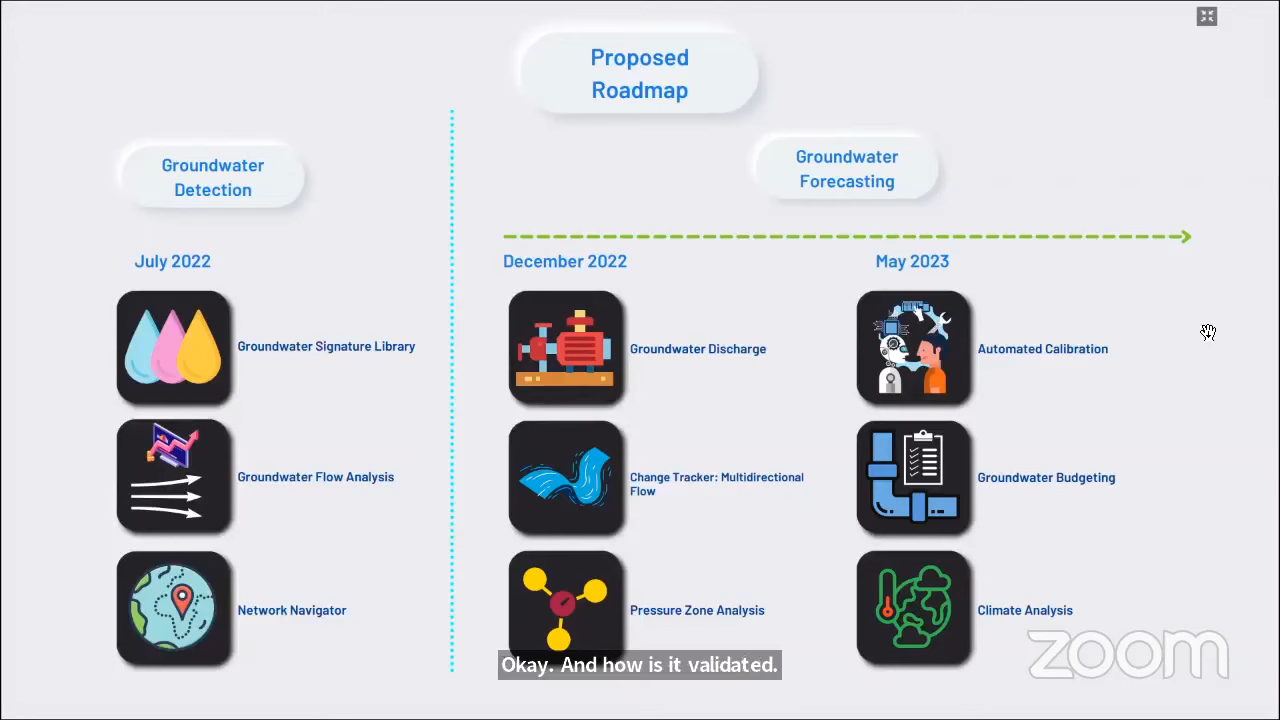 Proposed
Roadmap
Groundwater
Detection
Groundwater
Forecasting
July 2022
December 2022
May 2023
Groundwater Signature Library
Groundwater Discharge
Automated Calibration
Groundwater Flow Analysis
Change Tracker: Multidirectional
Flow
Groundwater Budgeting
Network Navigator
Pressure Zone Analysis
Climate Analysis
Okay. And how is it validated.
zoom